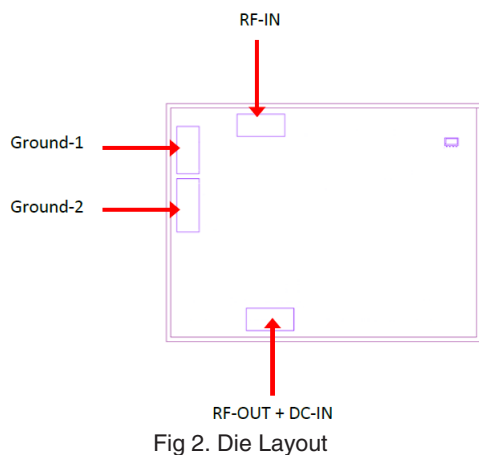 RF-IN
Ground-1
Ground-2
RF-OUT + DC-IN
Fig 2. Die Layout